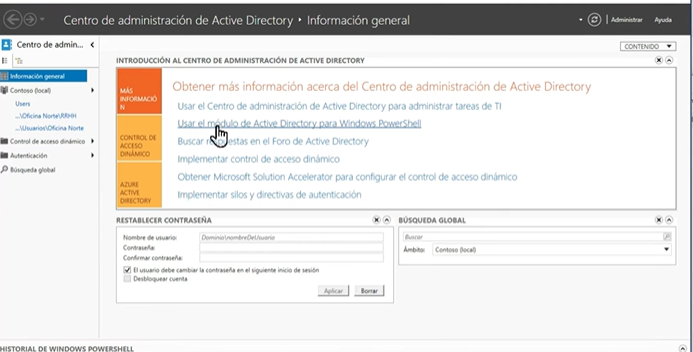 Centro de administración de Active Directory • Información general
Administrar Ayuda
Centro de admin...
CONTENIDO
Información general
Contoso (local)
Users
...\Oficina Norte\RRHH
...\Usuarios\Oficina Norte
Control de acceso dinámico
Autenticación
Búsqueda global
INTRODUCCIÓN AL CENTRO DE ADMINISTRACIÓN DE ACTIVE DIRECTORY
MÁS
INFORMACIÓ
N
CONTROL DE
ACCESO
DINÁMICO
AZURE
ACTIVE
DIRECTORY
Obtener más información acerca del Centro de administración de Active Directory
Usar el Centro de administración de Active Directory para administrar tareas de TI
Usar el módulo de Active Directory para Windows PowerShell
Buscar respuestas en el Foro de Active Directory
Implementar control de acceso dinámico
Obtener Microsoft Solution Accelerator para configurar el control de acceso dinámico
Implementar silos y directivas de autenticación
RESTABLECER CONTRASEÑA
Nombre de usuario: Dominio\nombreDeUsuario
Contraseña:
Confirmar contraseña:
El usuario debe cambiar la contraseña en el siguiente inicio de sesión
Desbloquear cuenta
Aplicar Borrar
BÚSQUEDA GLOBAL
Buscar
Ámbito: Contoso (local)
HISTORIAL DE WINDOWS POWERSHELL